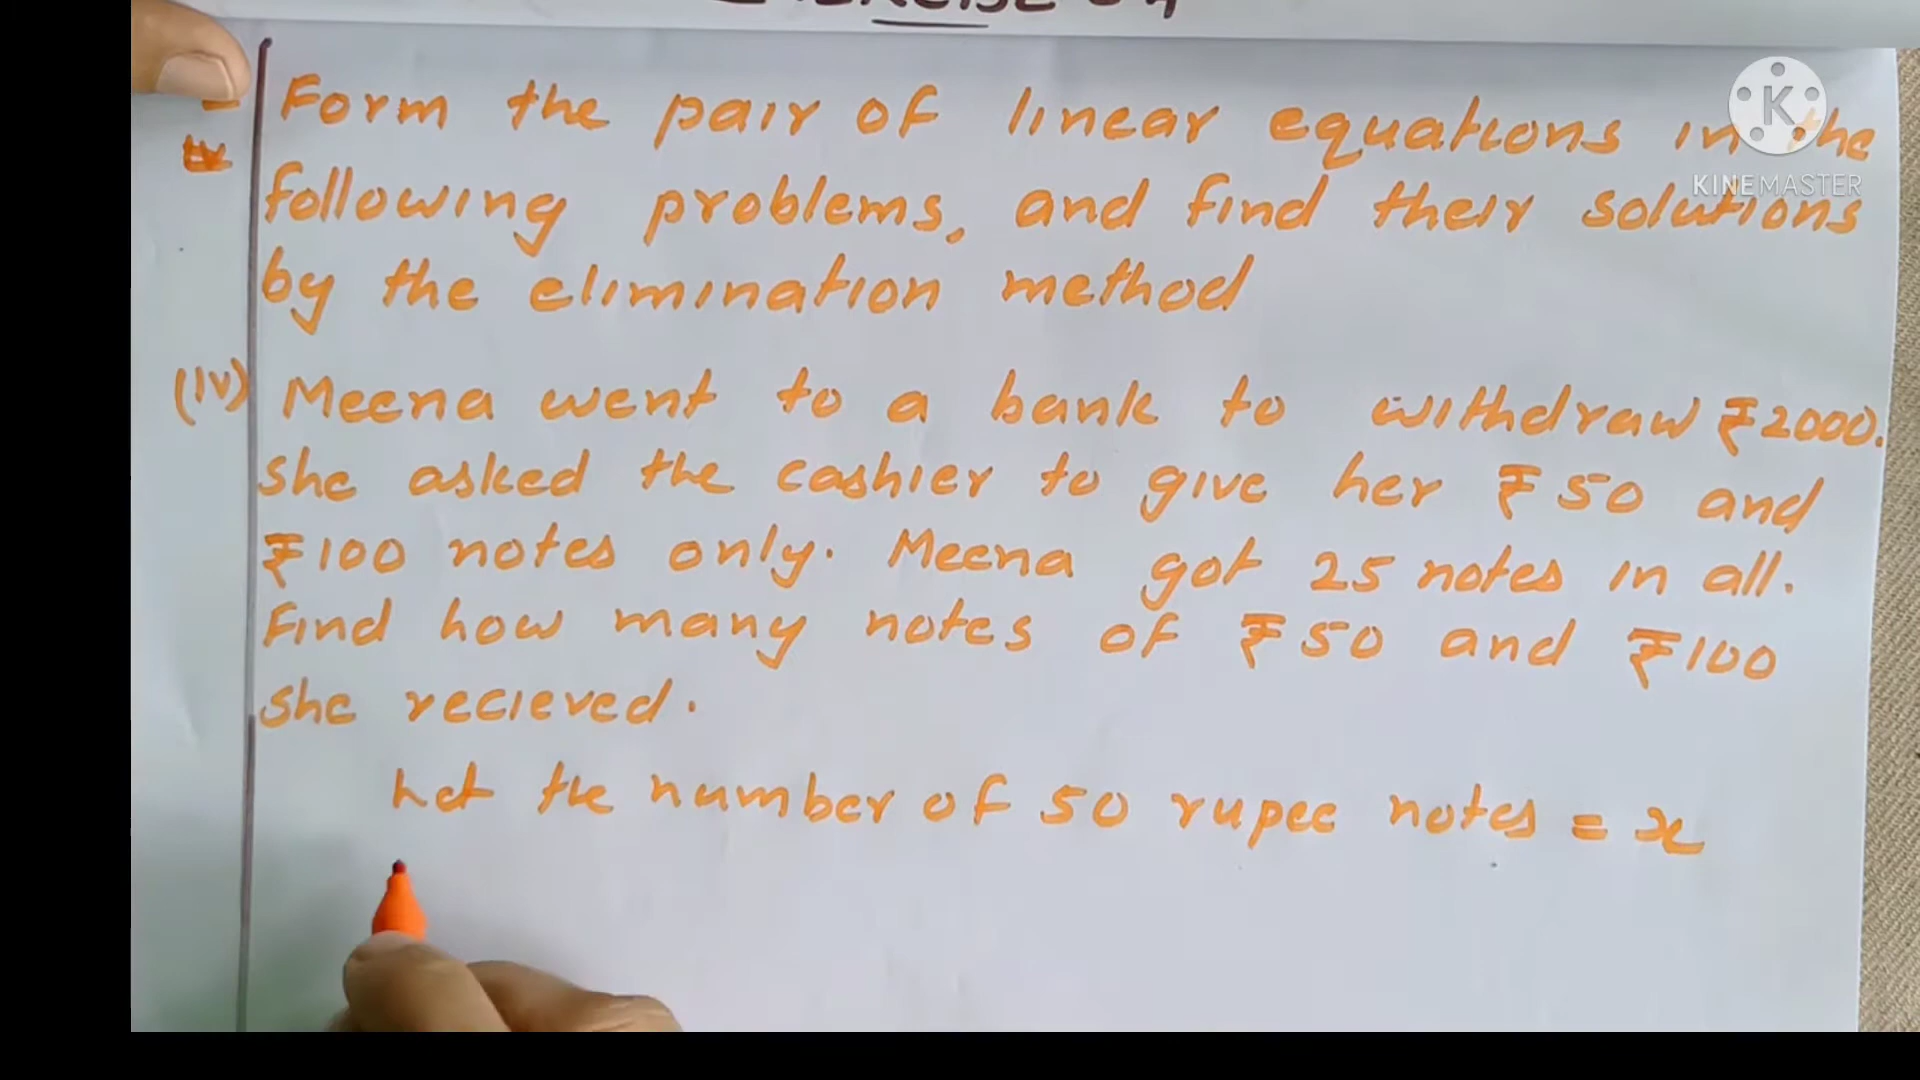 Form the pair of linear equations in the
following problems, and find their solutions
by the elimination method
(iv) Meena went to a bank to withdraw ₹2000.
she asked the cashier to give her ₹50 and
₹100 notes only. Meena got 25 notes in all.
Find how many notes of ₹50 and ₹100
she recieved.
Let the number of 50 rupee notes = x
K
KINEMASTER